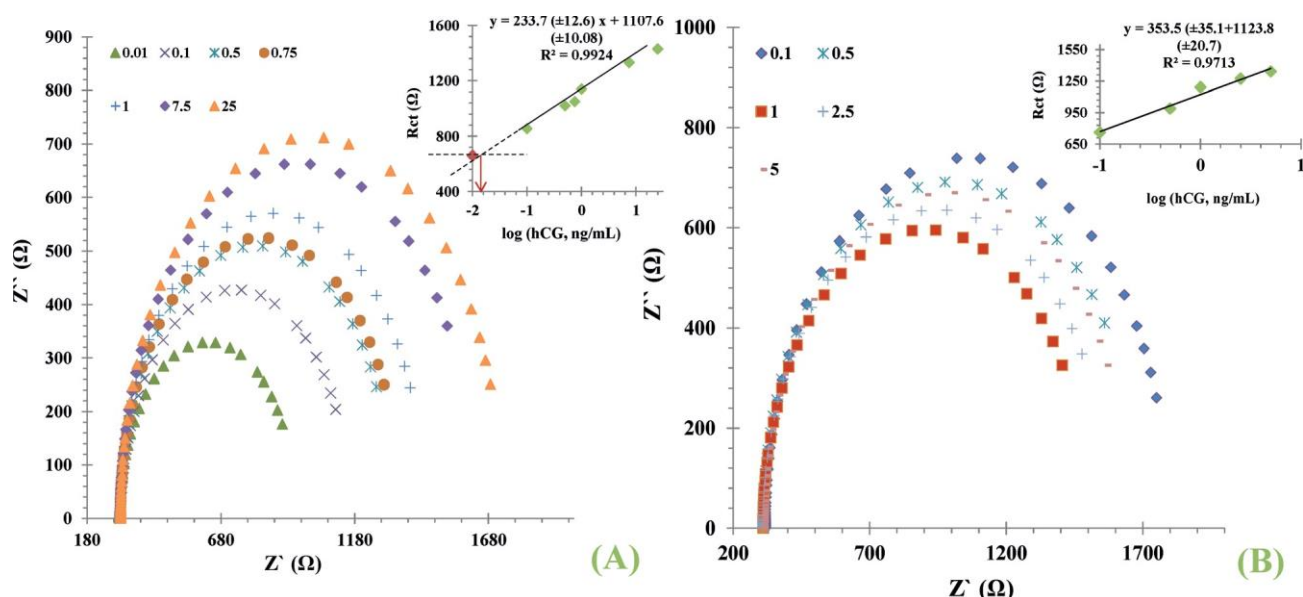 900
800
700
600
500
400
300
200
100
0
Z`` (Ω)
180 680 1180 1680
Z` (Ω)
0.01 0.1 0.5 0.75
1 7.5 25
y = 233.7 (±12.6) x + 1107.6
(±10.08)
R² = 0.9924
1600
1200
800
400
Rct (Ω)
-2 -1 0 1
log (hCG, ng/mL)
(A)
1000
800
600
400
200
0
Z`` (Ω)
200 700 1200 1700
Z` (Ω)
0.1 0.5
1 2.5
5
y = 353.5 (±35.1+1123.8
(±20.7)
R² = 0.9713
1550
1250
950
650
Rct (Ω)
-1 0 1
log (hCG, ng/mL)
(B)